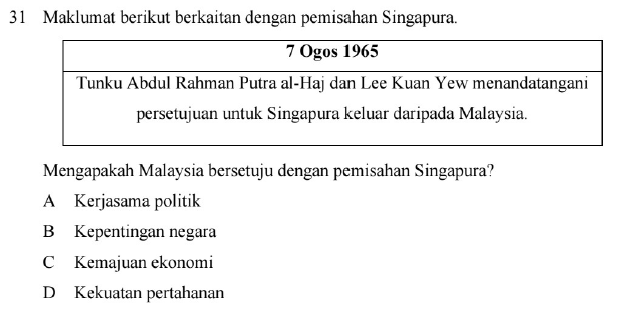 31 Maklumat berikut berkaitan dengan pemisahan Singapura.
7 Ogos 1965
Tunku Abdul Rahman Putra al-Haj dan Lee Kuan Yew menandatangani
persetujuan untuk Singapura keluar daripada Malaysia.
Mengapakah Malaysia bersetuju dengan pemisahan Singapura?
A Kerjasama politik
B Kepentingan negara
C Kemajuan ekonomi
D Kekuatan pertahanan